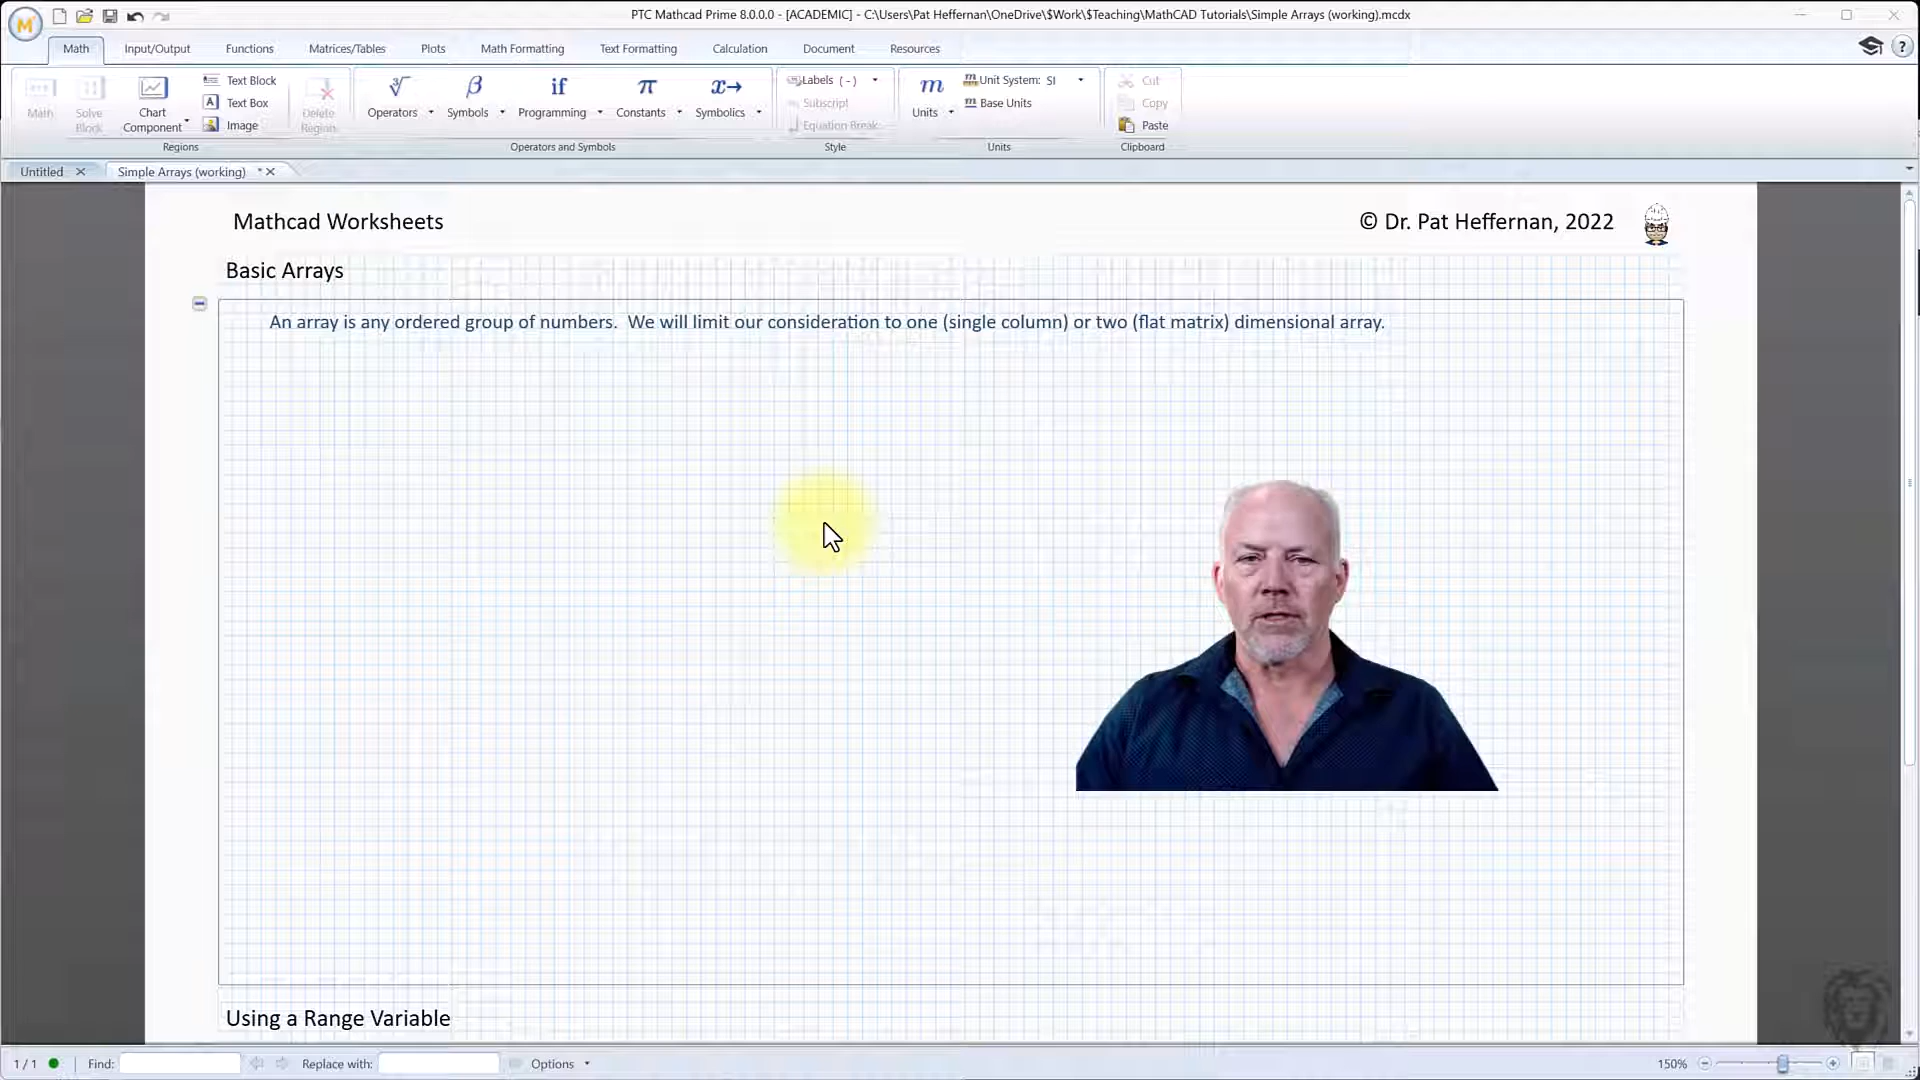 PTC Mathcad Prime 8.0.0.0 - [ACADEMIC] - C:\Users\Pat Heffernan\OneDrive\$Work\$Teaching\MathCAD Tutorials\Simple Arrays (working).mcdx
Math Input/Output Functions Matrices/Tables Plots Math Formatting Text Formatting Calculation Document Resources
Math
Solve Block
Chart Component
Text Block
Text Box
Image
Delete Region
Regions
Operators
Symbols
if
Programming
Constants
Symbolics
Operators and Symbols
Labels ( - )
Subscript
Equation Break
Style
m
Units
Unit System: SI
Base Units
Units
Cut
Copy
Paste
Clipboard
Untitled
Simple Arrays (working) *
Mathcad Worksheets
© Dr. Pat Heffernan, 2022
Basic Arrays
An array is any ordered group of numbers. We will limit our consideration to one (single column) or two (flat matrix) dimensional array.
Using a Range Variable
1 / 1 Find: Replace with: Options 150%